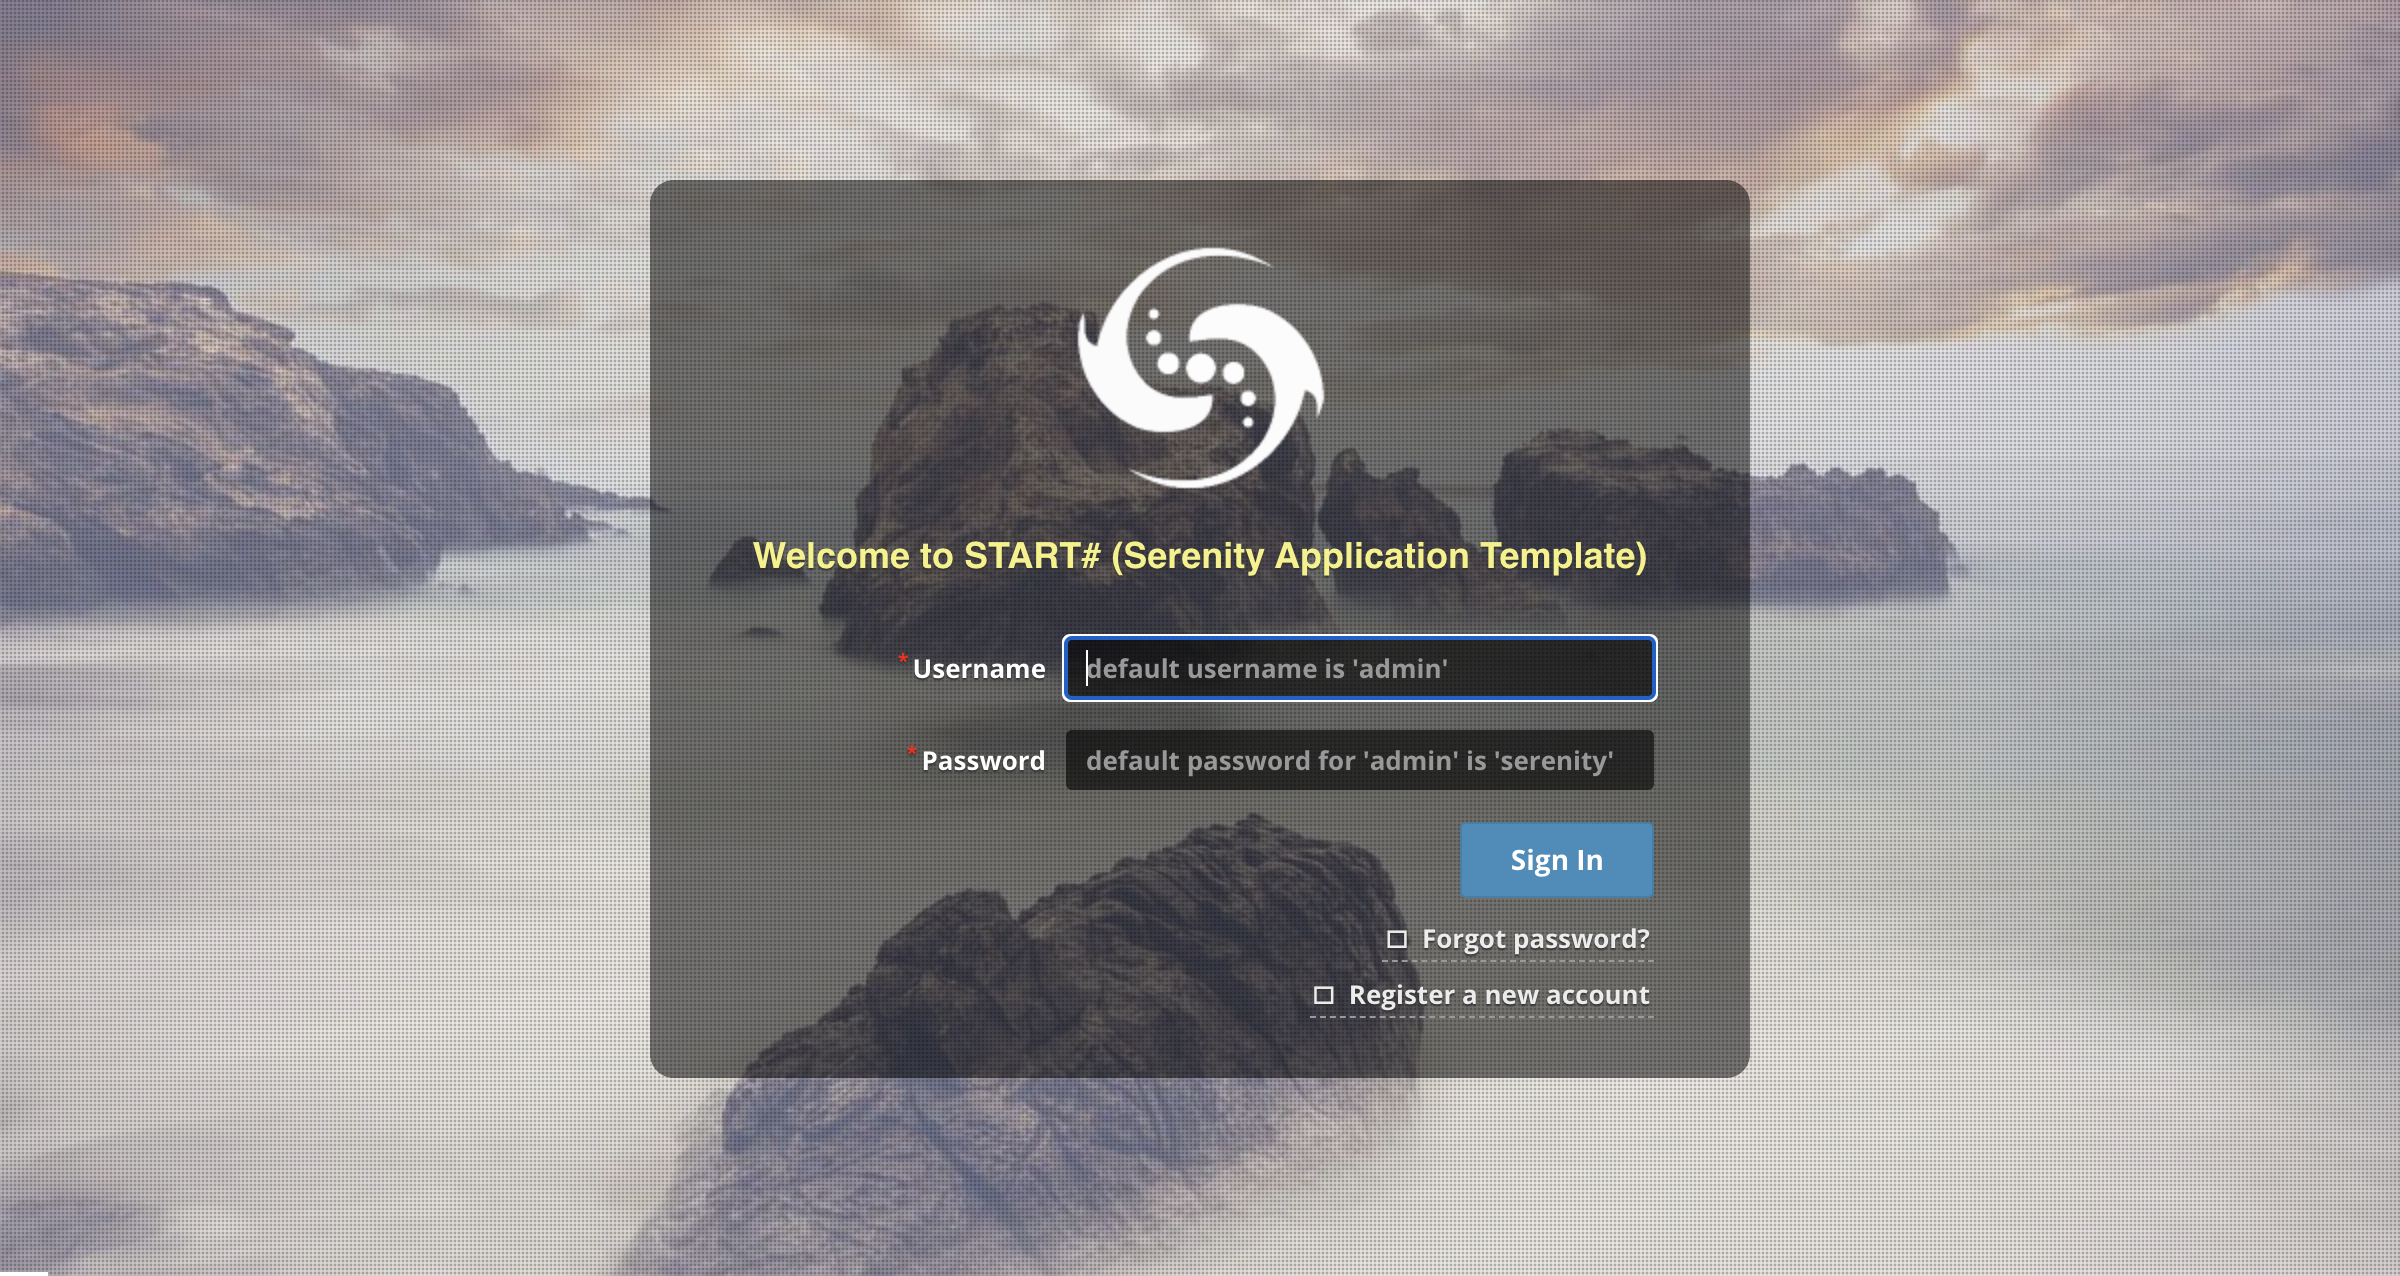 Welcome to START# (Serenity Application Template)
* Username
default username is 'admin'
* Password
default password for 'admin' is 'serenity'
Sign In
Forgot password?
Register a new account